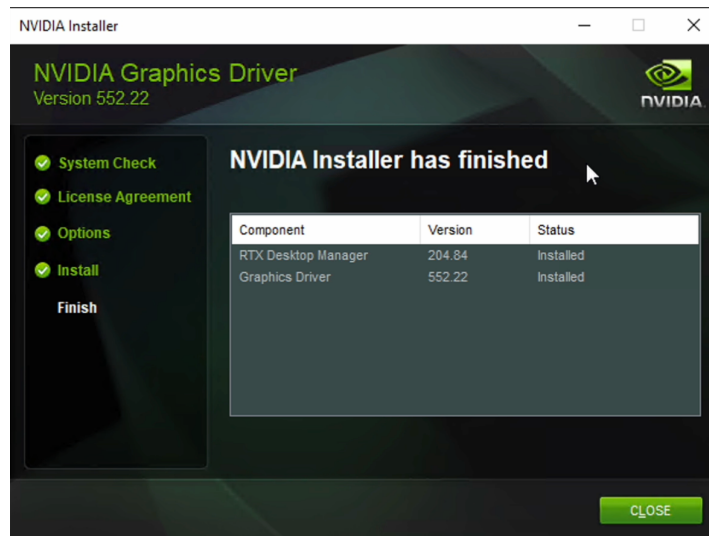 NVIDIA Installer
NVIDIA Graphics Driver
Version 552.22
NVIDIA.
System Check
License Agreement
Options
Install
Finish
NVIDIA Installer has finished
Component Version Status
RTX Desktop Manager 204.84 Installed
Graphics Driver 552.22 Installed
CLOSE